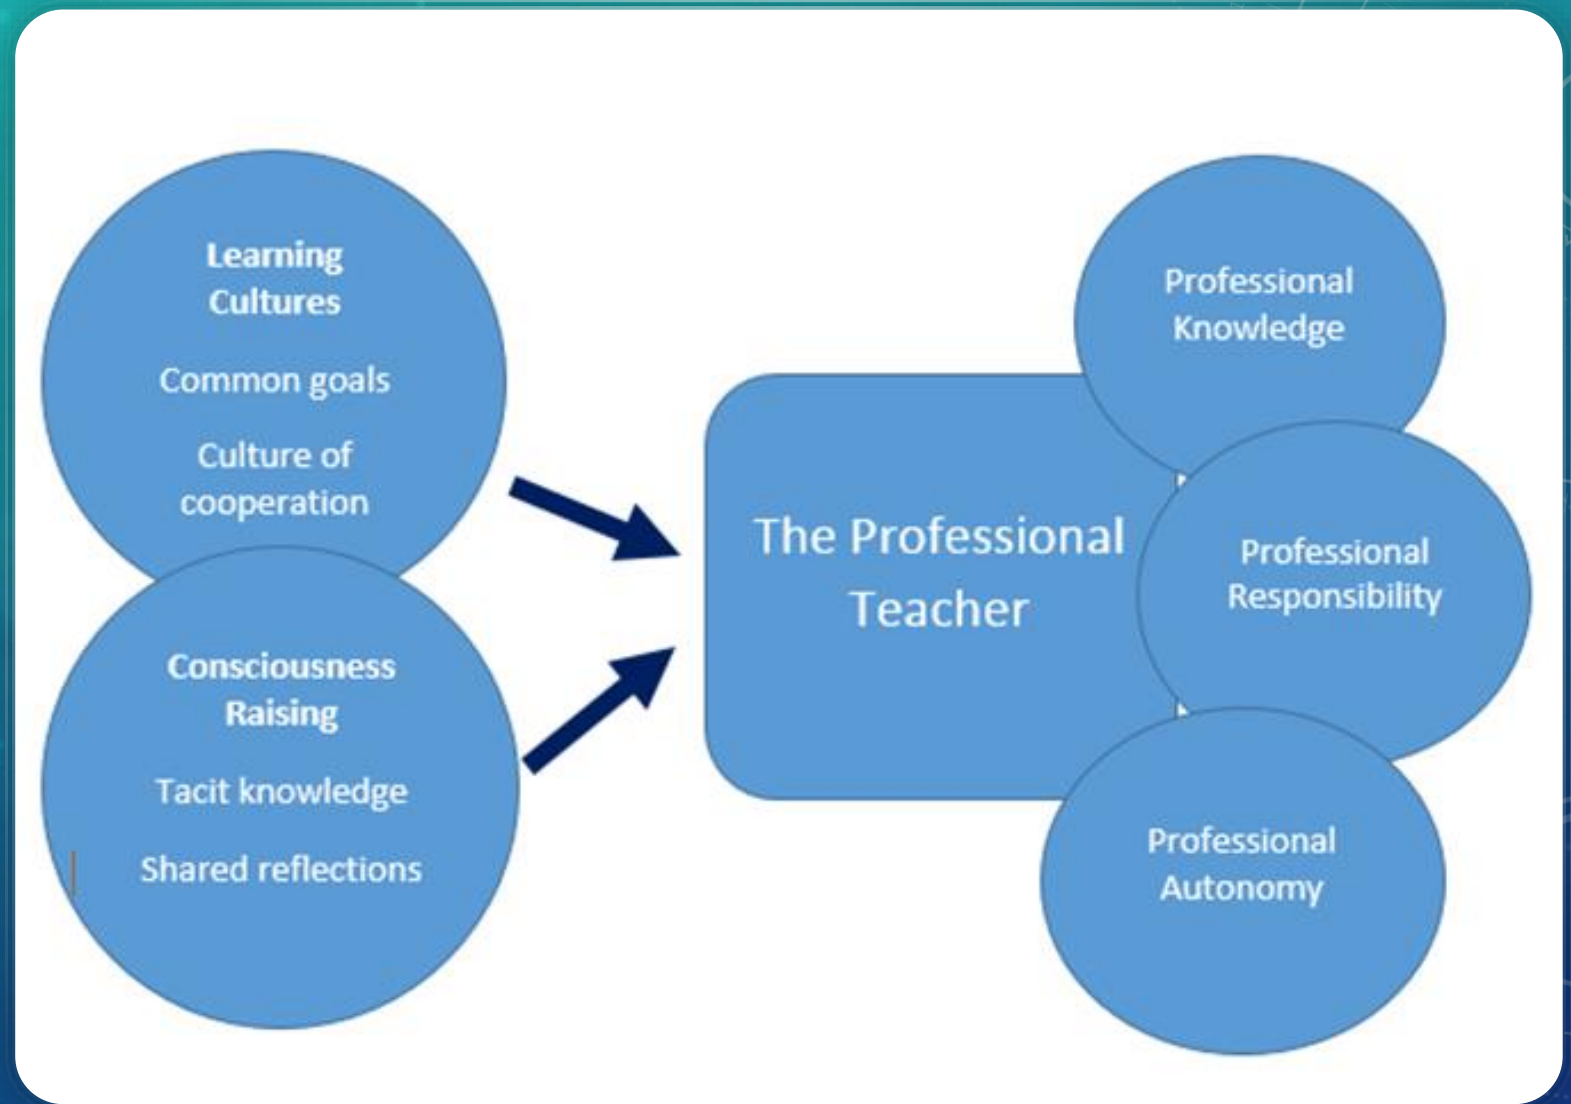 Learning
Cultures
Common goals
Culture of
cooperation
Consciousness
Raising
Tacit knowledge
Shared reflections
The Professional
Teacher
Professional
Knowledge
Professional
Responsibility
Professional
Autonomy